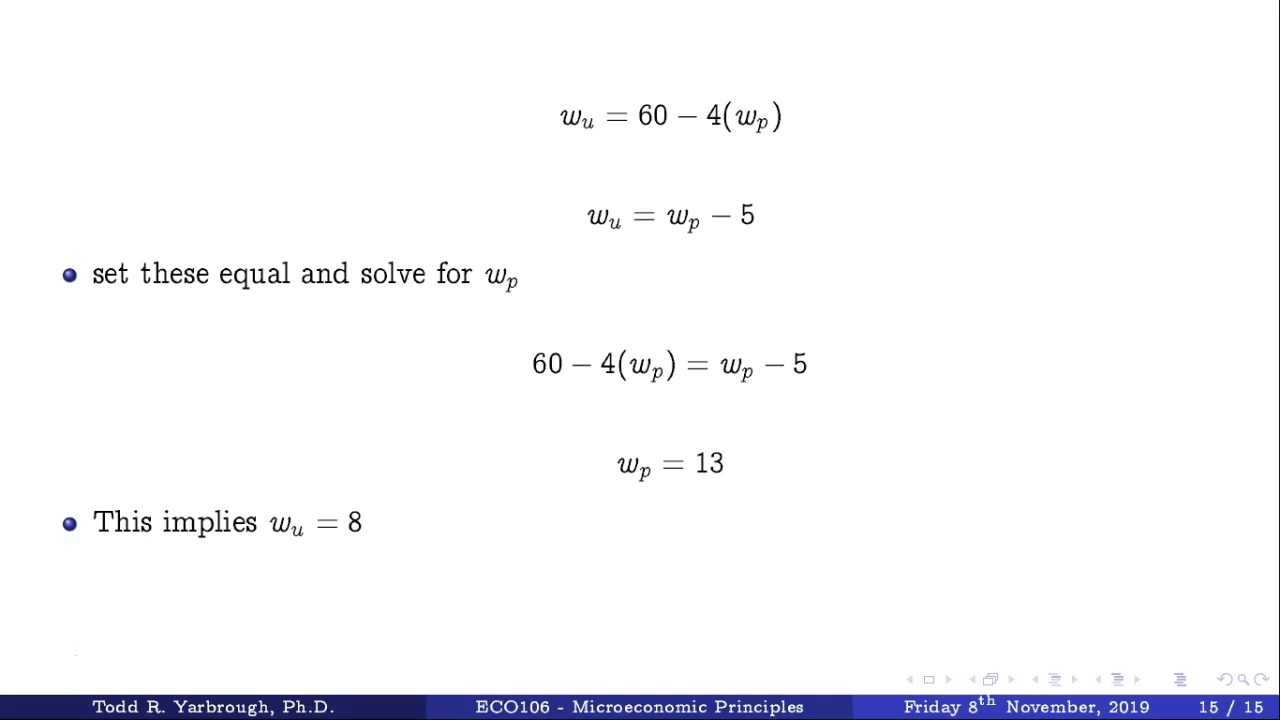 w_u = 60 − 4(w_p)
w_u = w_p − 5
set these equal and solve for w_p
60 − 4(w_p) = w_p − 5
w_p = 13
This implies w_u = 8
Todd R. Yarbrough, Ph.D. ECO106 - Microeconomic Principles Friday 8th November, 2019 15 / 15